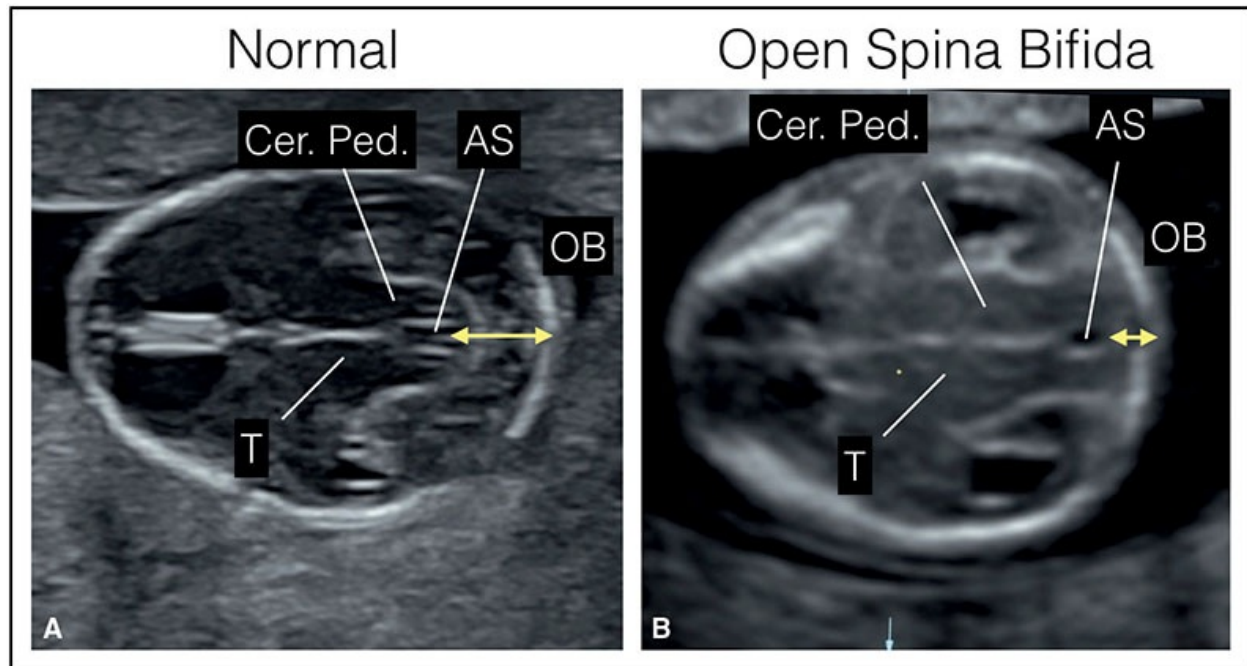 Normal
Open Spina Bifida
Cer. Ped.
AS
OB
T
A
Cer. Ped.
AS
OB
T
B